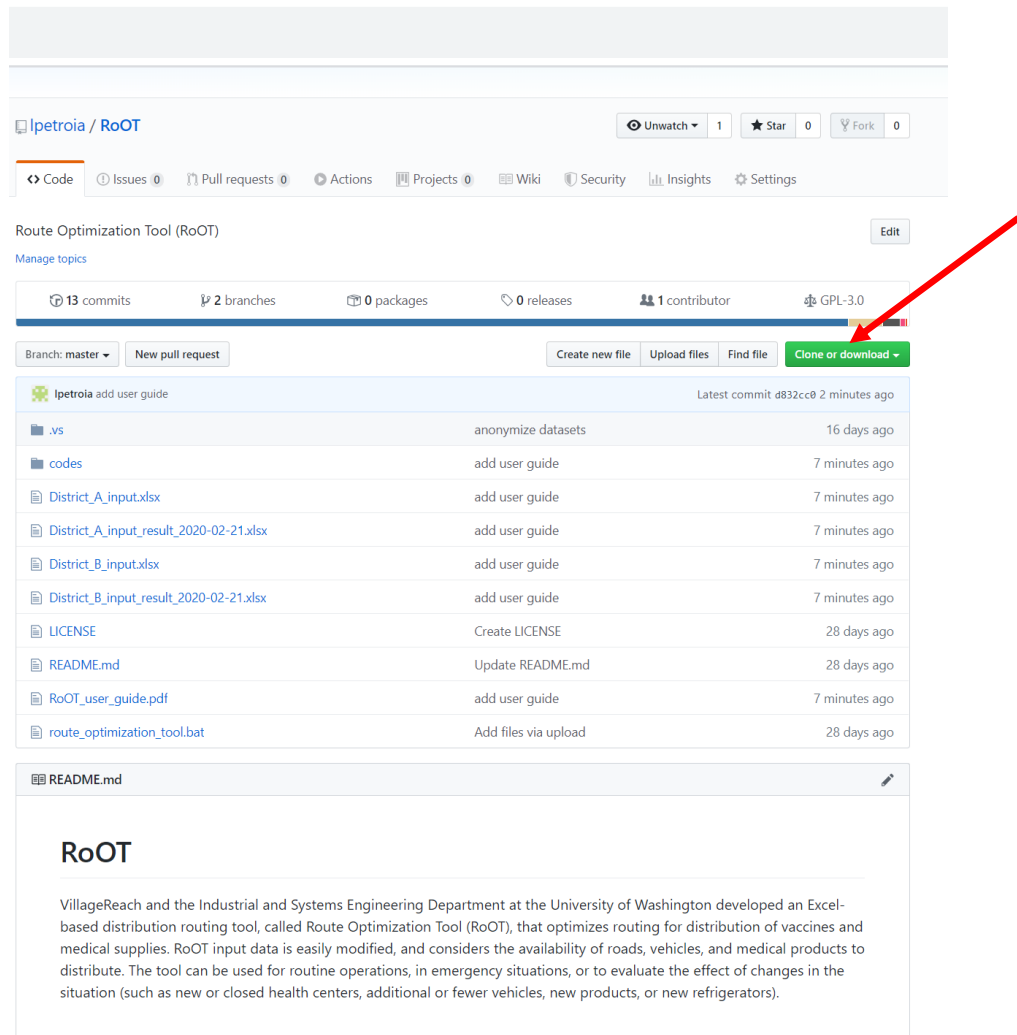 lpetroia / RoOT
Unwatch 1 Star 0 Fork 0
Code Issues 0 Pull requests 0 Actions Projects 0 Wiki Security Insights Settings
Route Optimization Tool (RoOT) Edit
Manage topics
13 commits 2 branches 0 packages 0 releases 1 contributor GPL-3.0
Branch: master New pull request Create new file Upload files Find file Clone or download
lpetroia add user guide Latest commit d832cc0 2 minutes ago
.vs anonymize datasets 16 days ago
codes add user guide 7 minutes ago
District_A_input.xlsx add user guide 7 minutes ago
District_A_input_result_2020-02-21.xlsx add user guide 7 minutes ago
District_B_input.xlsx add user guide 7 minutes ago
District_B_input_result_2020-02-21.xlsx add user guide 7 minutes ago
LICENSE Create LICENSE 28 days ago
README.md Update README.md 28 days ago
RoOT_user_guide.pdf add user guide 7 minutes ago
route_optimization_tool.bat Add files via upload 28 days ago
README.md
RoOT
VillageReach and the Industrial and Systems Engineering Department at the University of Washington developed an Excel-
based distribution routing tool, called Route Optimization Tool (RoOT), that optimizes routing for distribution of vaccines and
medical supplies. RoOT input data is easily modified, and considers the availability of roads, vehicles, and medical products to
distribute. The tool can be used for routine operations, in emergency situations, or to evaluate the effect of changes in the
situation (such as new or closed health centers, additional or fewer vehicles, new products, or new refrigerators).